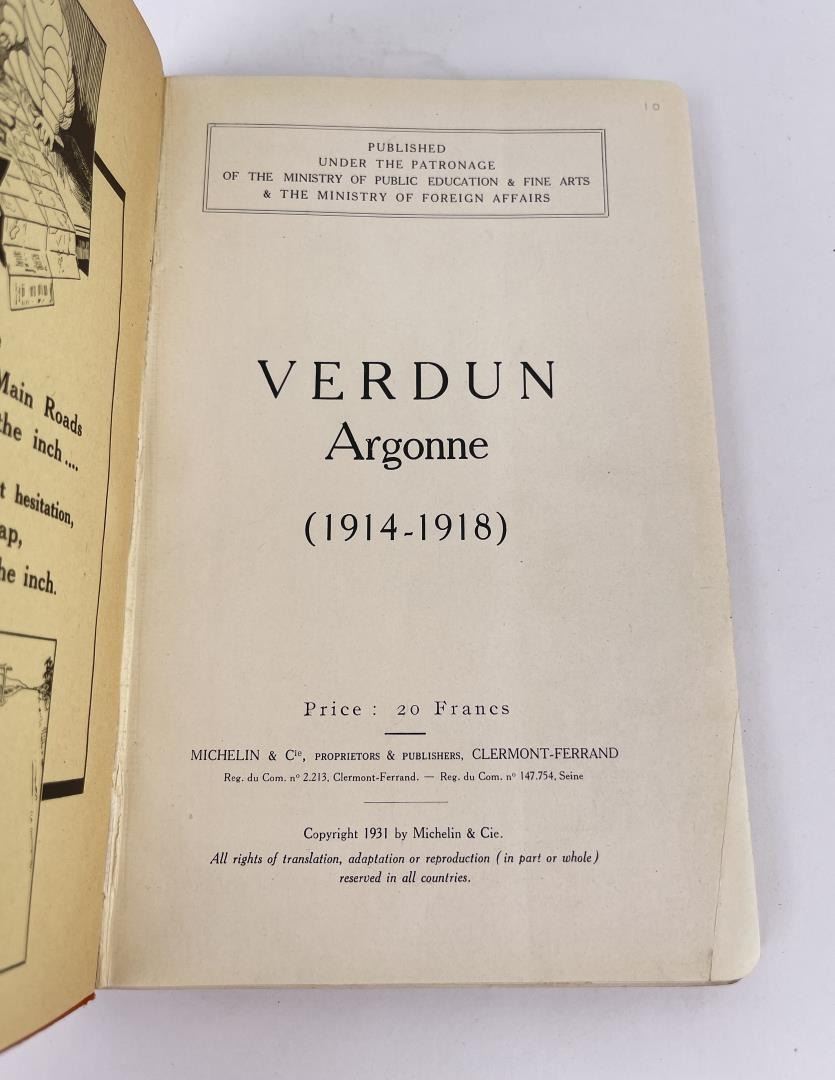 Main Roads
the inch....
t hesitation,
ap,
he inch.
10
PUBLISHED
UNDER THE PATRONAGE
OF THE MINISTRY OF PUBLIC EDUCATION & FINE ARTS
& THE MINISTRY OF FOREIGN AFFAIRS
VERDUN
Argonne
(1914-1918)
Price : 20 Francs
MICHELIN & Cie, PROPRIETORS & PUBLISHERS, CLERMONT-FERRAND
Reg. du Com. nº 2.213, Clermont-Ferrand. — Reg. du Com. nº 147.754, Seine
Copyright 1931 by Michelin & Cie.
All rights of translation, adaptation or reproduction (in part or whole)
reserved in all countries.